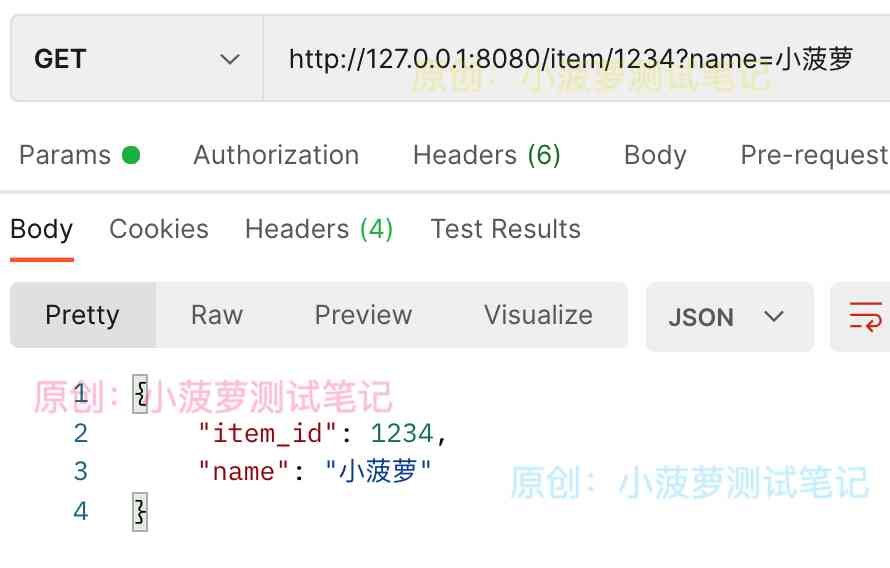 GET http://127.0.0.1:8080/item/1234?name=小菠萝
原创：小菠萝测试笔记
Params Authorization Headers (6) Body Pre-request
Body Cookies Headers (4) Test Results
Pretty Raw Preview Visualize JSON
原创：小菠萝测试笔记
1 {
2 "item_id": 1234,
3 "name": "小菠萝"
原创：小菠萝测试笔记
4 }